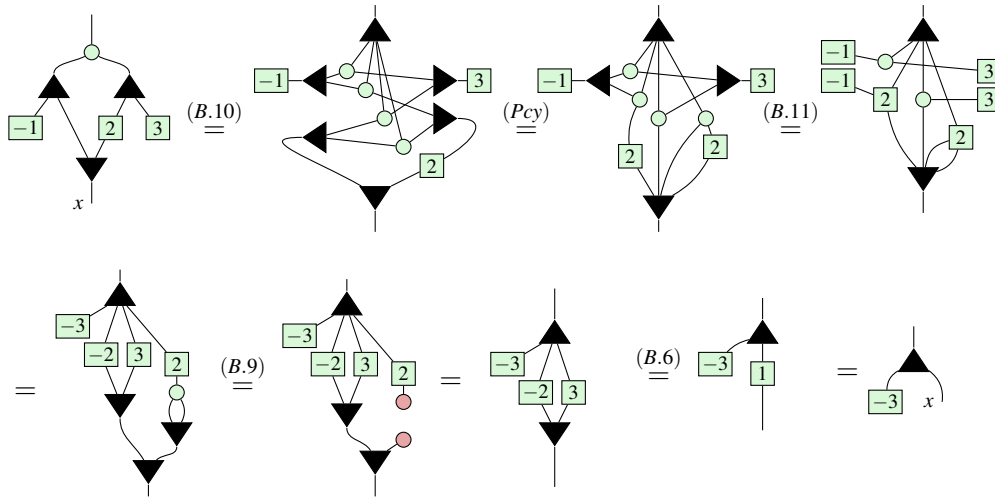 (B.10) (Pcy) (B.11)
−1 3 −1 3 −1 3
−1 3
−1 2 3 2 2 2 2 2
x
= = =
(B.9) (B.6)
−3 −3 −3 −3
−2 3 2 −2 3 2 −2 3 1 −3
x
= = = = =